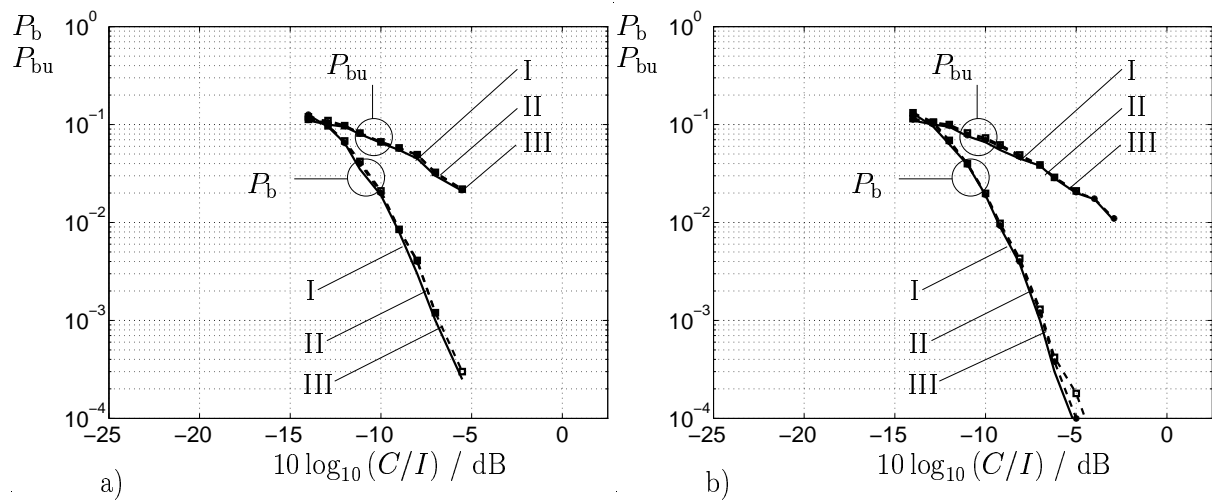 P_b
P_bu
10^0
10^-1
10^-2
10^-3
10^-4
P_bu
I
II
III
P_b
I
II
III
−25
−20
−15
−10
−5
0
10 log_10 (C/I) / dB
a)
P_b
P_bu
10^0
10^-1
10^-2
10^-3
10^-4
P_bu
I
II
III
P_b
I
II
III
−25
−20
−15
−10
−5
0
10 log_10 (C/I) / dB
b)